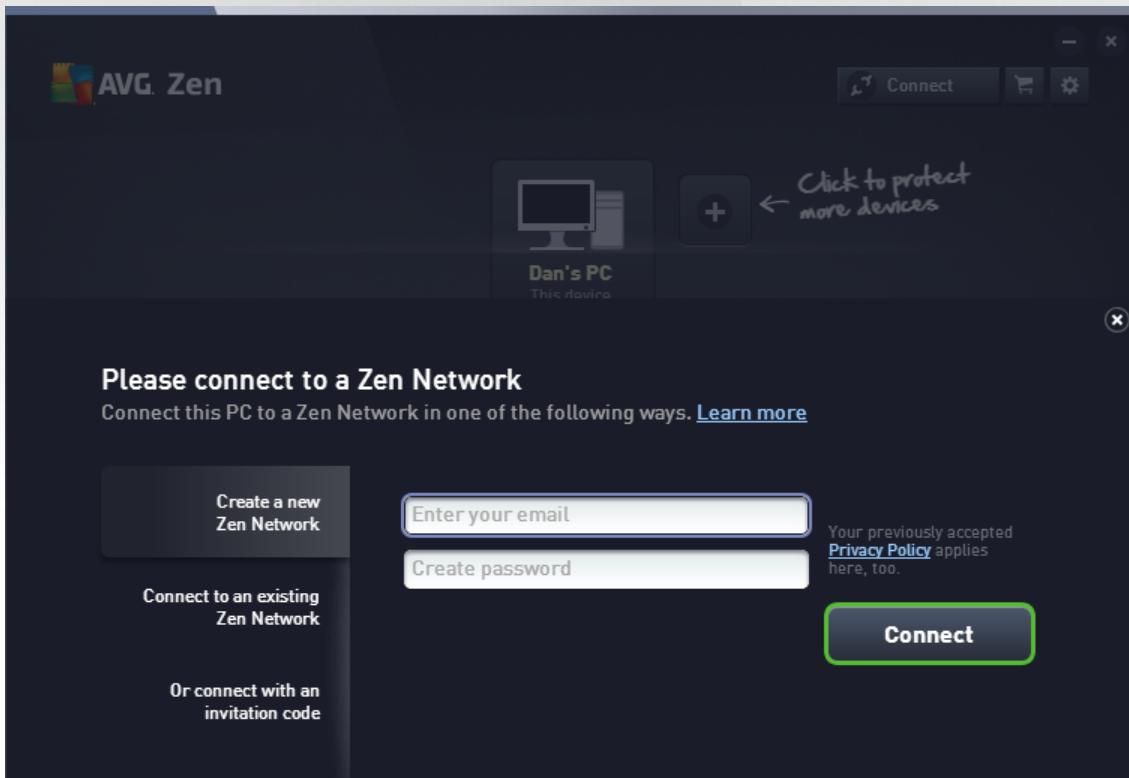 AVG. Zen
Connect
Click to protect
more devices
Dan's PC
This device
Please connect to a Zen Network
Connect this PC to a Zen Network in one of the following ways. Learn more
Create a new
Zen Network
Enter your email
Create password
Your previously accepted
Privacy Policy applies
here, too.
Connect to an existing
Zen Network
Connect
Or connect with an
invitation code